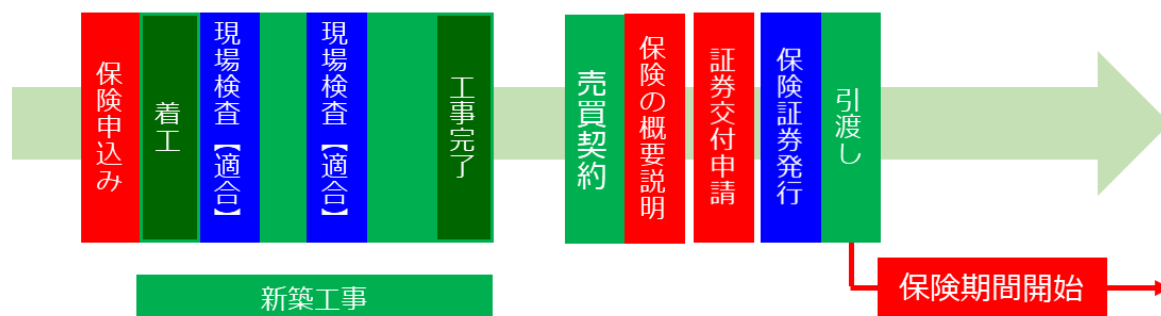 保険申込み
着工
現場検査【適合】
現場検査【適合】
工事完了
売買契約
保険の概要説明
証券交付申請
保険証券発行
引渡し
新築工事
保険期間開始